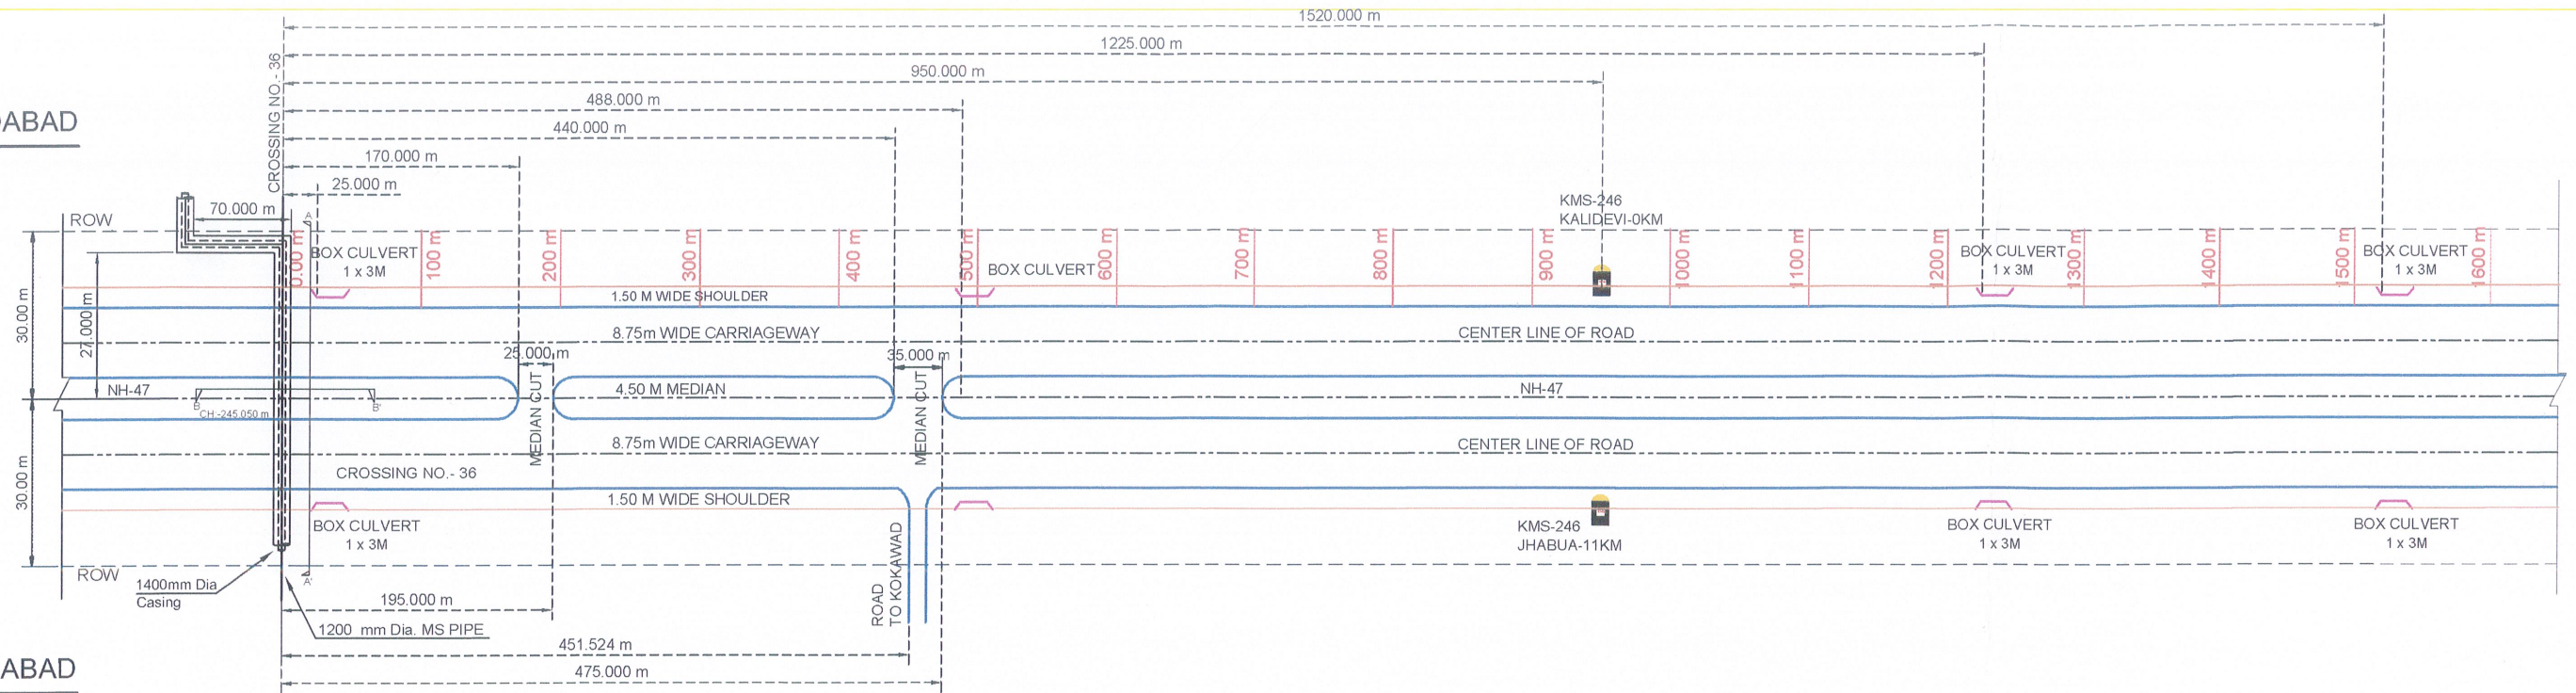 1520.000 m
1225.000 m
950.000 m
488.000 m
440.000 m
170.000 m
25.000 m
70.000 m
CROSSING NO.- 36
ABAD
ROW
A
KMS-246
KALIDEVI-0KM
0.00 m
100 m
200 m
300 m
400 m
500 m
600 m
700 m
800 m
900 m
1000 m
1100 m
1200 m
1300 m
1400 m
1500 m
1600 m
BOX CULVERT
1 x 3M
BOX CULVERT
BOX CULVERT
1 x 3M
BOX CULVERT
1 x 3M
1.50 M WIDE SHOULDER
30.00 m
27.000 m
8.75m WIDE CARRIAGEWAY
CENTER LINE OF ROAD
25.000 m
35.000 m
NH-47
4.50 M MEDIAN
NH-47
MEDIAN CUT
MEDIAN CUT
B
B'
CH:-245.050 m
8.75m WIDE CARRIAGEWAY
CENTER LINE OF ROAD
30.00 m
CROSSING NO.- 36
1.50 M WIDE SHOULDER
BOX CULVERT
1 x 3M
KMS-246
JHABUA-11KM
BOX CULVERT
1 x 3M
BOX CULVERT
1 x 3M
ROW
A'
1400mm Dia
Casing
ROAD
TO KOKAWAD
195.000 m
1200 mm Dia. MS PIPE
451.524 m
475.000 m
ABAD